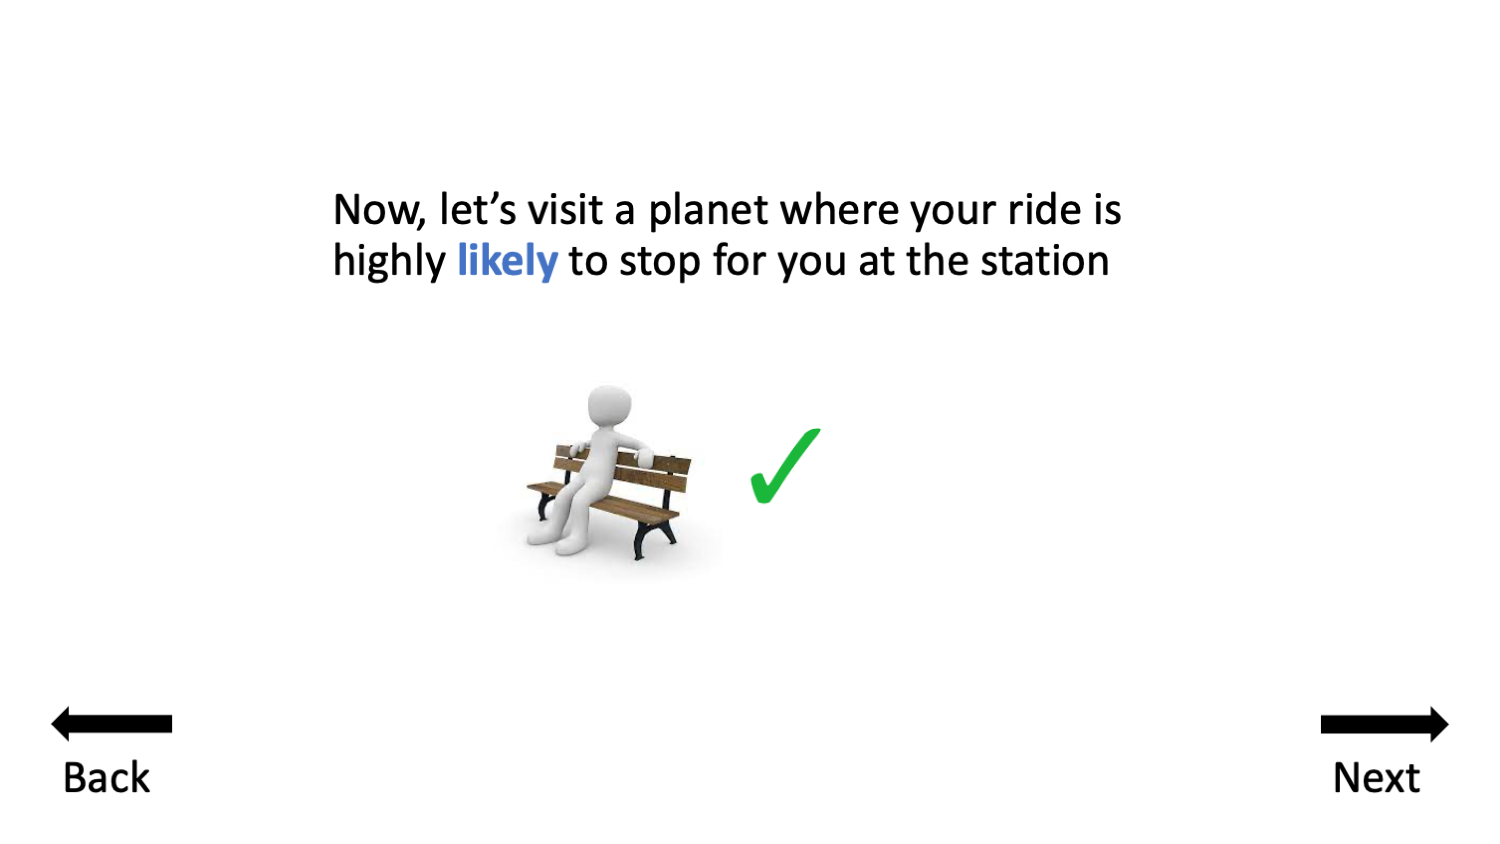 Now, let’s visit a planet where your ride is
highly likely to stop for you at the station
Back
Next